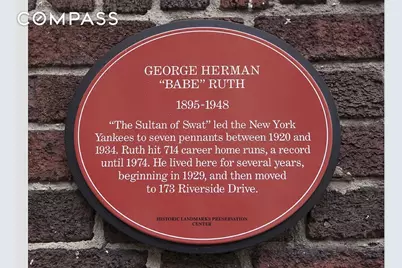 COMPASS
GEORGE HERMAN
“BABE” RUTH
1895-1948
“The Sultan of Swat” led the New York
Yankees to seven pennants between 1920 and
1934. Ruth hit 714 career home runs, a record
until 1974. He lived here for several years,
beginning in 1929, and then moved
to 173 Riverside Drive.
HISTORIC LANDMARKS PRESERVATION
CENTER